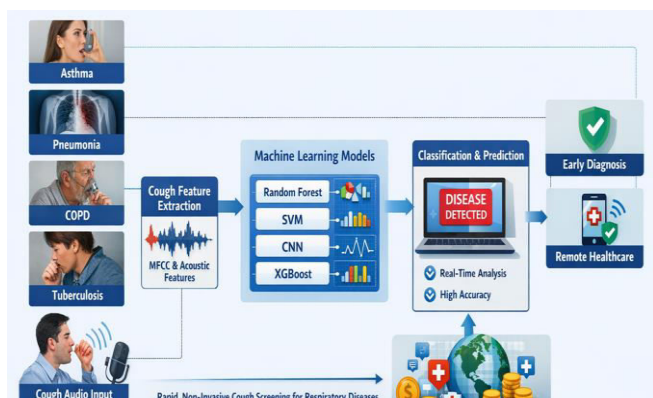 Asthma
Pneumonia
COPD
Tuberculosis
Cough Audio Input
Cough Feature
Extraction
MFCC & Acoustic
Features
Machine Learning Models
Random Forest
SVM
CNN
XGBoost
Classification & Prediction
DISEASE
DETECTED
Real-Time Analysis
High Accuracy
Early Diagnosis
Remote Healthcare
Rapid, Non-Invasive Cough Screening for Respiratory Diseases